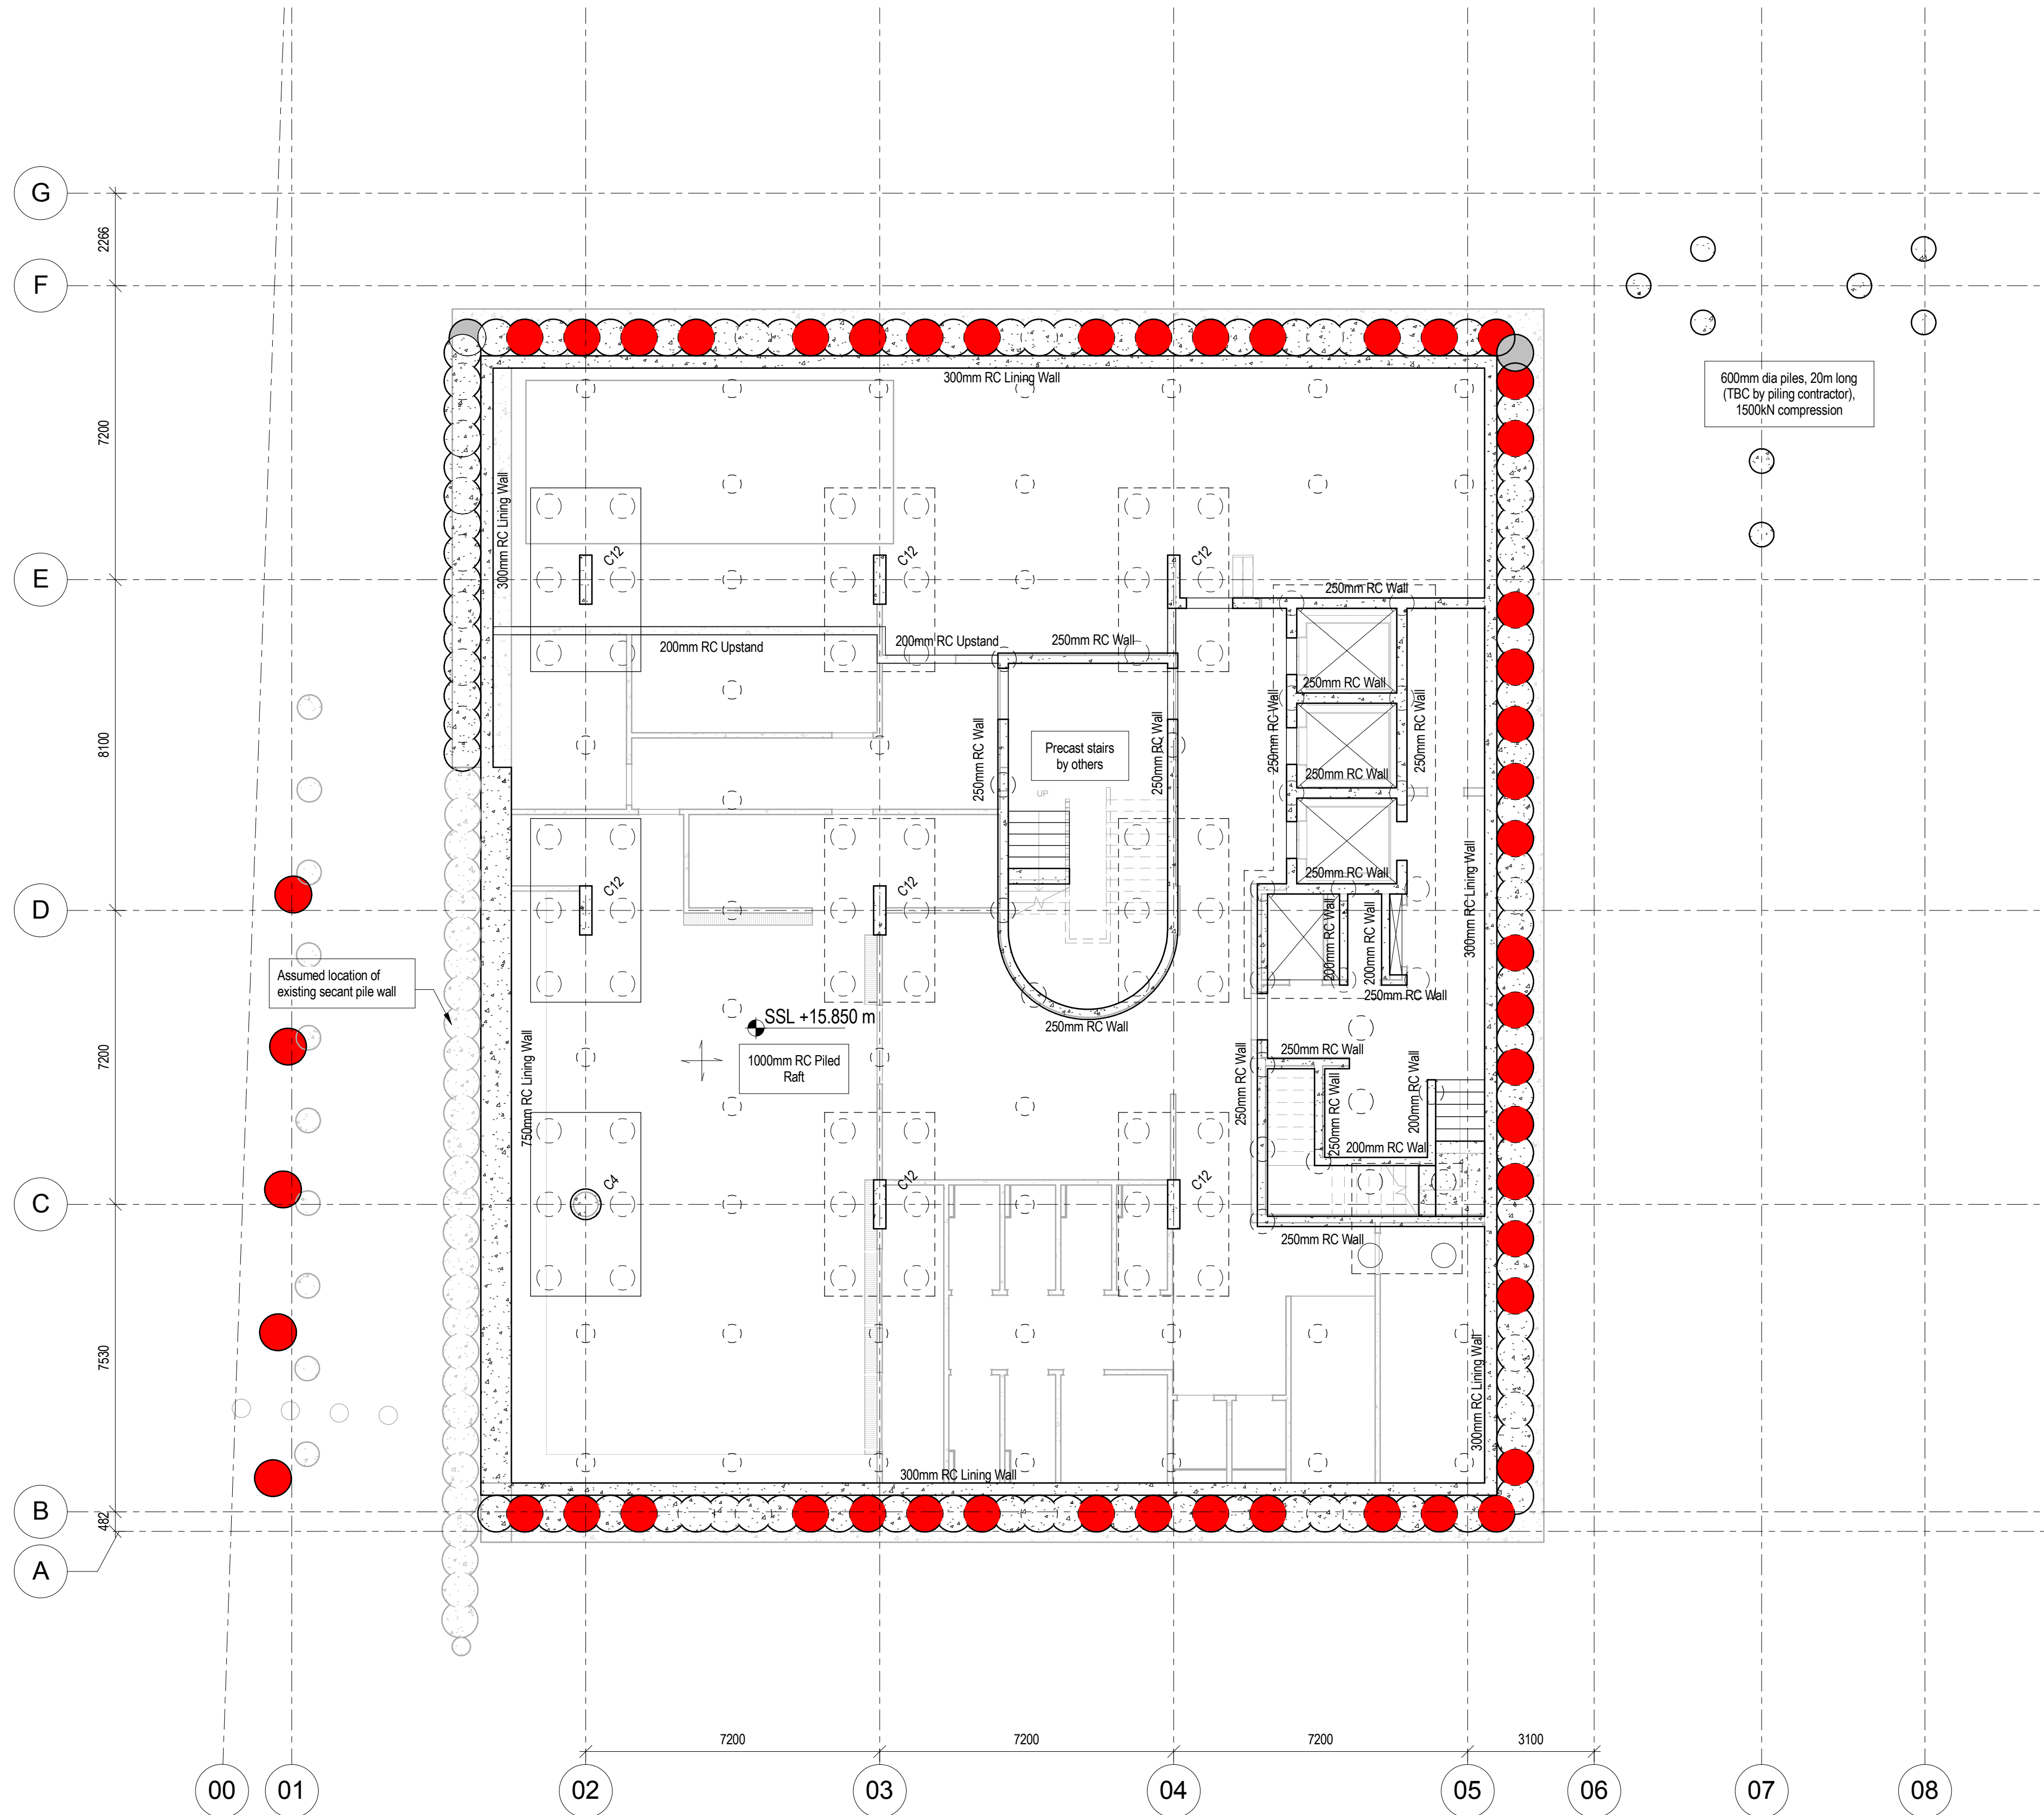 G
2266
F
600mm dia piles, 20m long
(TBC by piling contractor),
1500kN compression
300mm RC Lining Wall
7200
300mm RC Lining Wall
C12
C12
C12
E
250mm RC Wall
200mm RC Upstand
200mm RC Upstand
250mm RC Wall
250mm RC Wall
8100
250mm RC Wall
Precast stairs
by others
250mm RC Wall
250mm RC Wall
250mm RC Wall
250mm RC Wall
UP
300mm RC Lining Wall
250mm RC Wall
C12
C12
D
200mm RC Wall
200mm RC Wall
250mm RC Wall
Assumed location of
existing secant pile wall
SSL +15.850 m
250mm RC Wall
7200
750mm RC Lining Wall
1000mm RC Piled
Raft
250mm RC Wall
250mm RC Wall
250mm RC Wall
200mm RC Wall
200mm RC Wall
C4
C12
C12
C
250mm RC Wall
7530
300mm RC Lining Wall
300mm RC Lining Wall
B
482
A
7200
7200
7200
3100
00
01
02
03
04
05
06
07
08